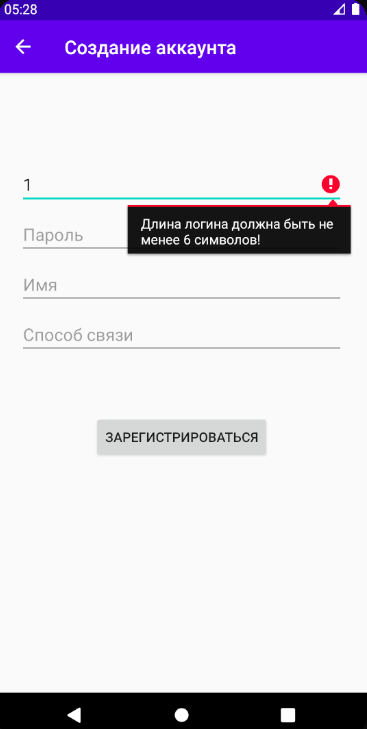 05:28
Создание аккаунта
1
Длина логина должна быть не
менее 6 символов!
Пароль
Имя
Способ связи
ЗАРЕГИСТРИРОВАТЬСЯ